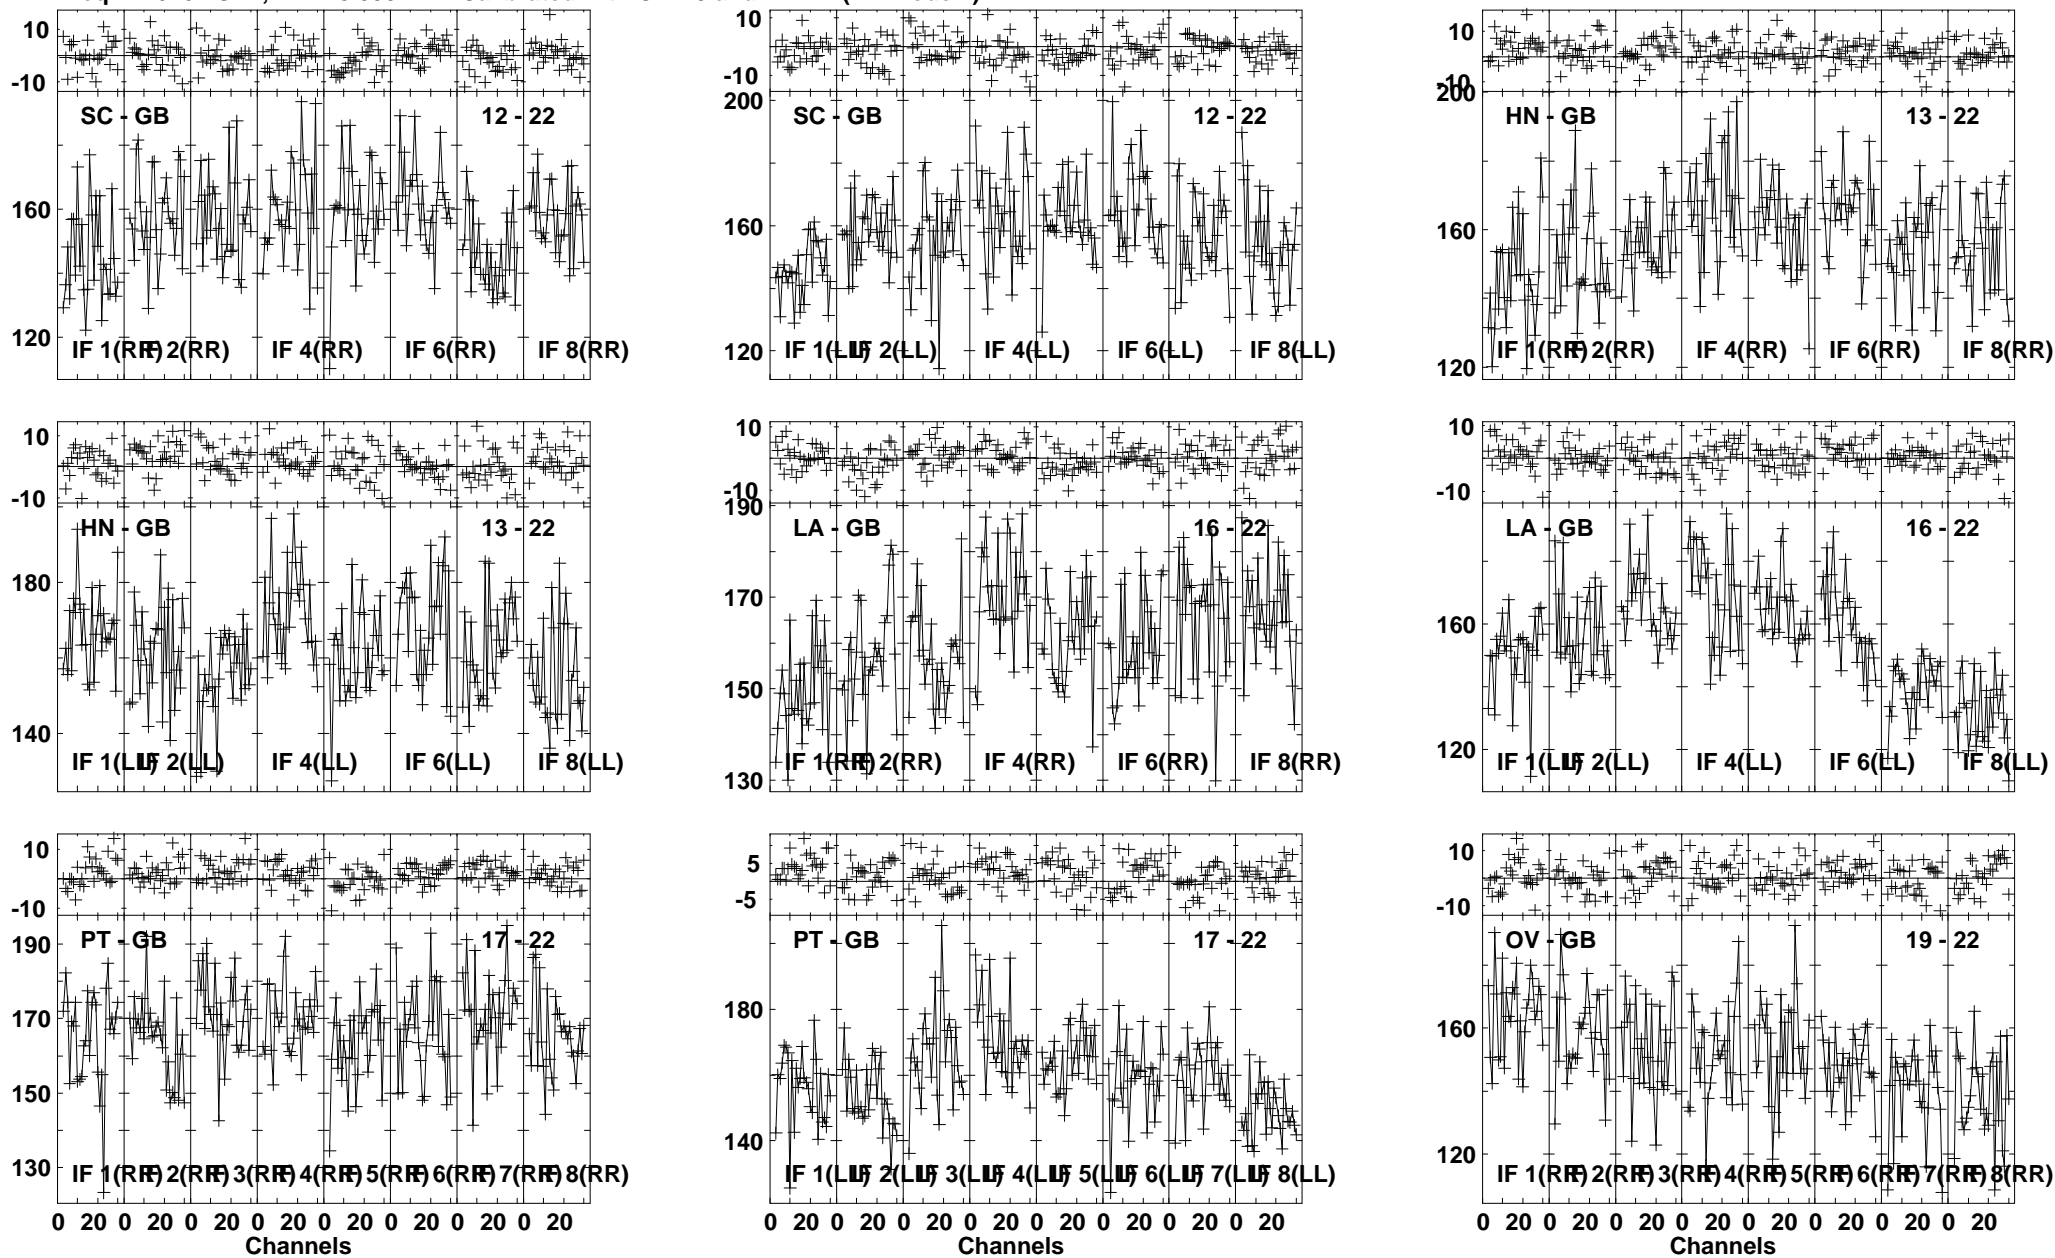 10
-10
SC - GB 12 - 22
160
120
IF 1(RR) IF 2(RR) IF 4(RR) IF 6(RR) IF 8(RR)
10
-10
200
SC - GB 12 - 22
160
120
IF 1(LL) IF 2(LL) IF 4(LL) IF 6(LL) IF 8(LL)
10
-10
200
HN - GB 13 - 22
160
120
IF 1(RR) IF 2(RR) IF 4(RR) IF 6(RR) IF 8(RR)
10
-10
HN - GB 13 - 22
180
140
IF 1(LL) IF 2(LL) IF 4(LL) IF 6(LL) IF 8(LL)
10
-10
190
LA - GB 16 - 22
170
150
130
IF 1(RR) IF 2(RR) IF 4(RR) IF 6(RR) IF 8(RR)
10
-10
LA - GB 16 - 22
160
120
IF 1(LL) IF 2(LL) IF 4(LL) IF 6(LL) IF 8(LL)
10
-10
PT - GB 17 - 22
190
170
150
130
IF 1(RR) IF 2(RR) IF 3(RR) IF 4(RR) IF 5(RR) IF 6(RR) IF 7(RR) IF 8(RR)
0 20 0 20 0 20 0 20 0 20 0 20 0 20 0 20
Channels
5
-5
PT - GB 17 - 22
180
140
IF 1(LL) IF 2(LL) IF 3(LL) IF 4(LL) IF 5(LL) IF 6(LL) IF 7(LL) IF 8(LL)
0 20 0 20 0 20 0 20 0 20 0 20 0 20 0 20
Channels
10
-10
OV - GB 19 - 22
160
120
IF 1(RR) IF 2(RR) IF 3(RR) IF 4(RR) IF 5(RR) IF 6(RR) IF 7(RR) IF 8(RR)
0 20 0 20 0 20 0 20 0 20 0 20 0 20 0 20
Channels